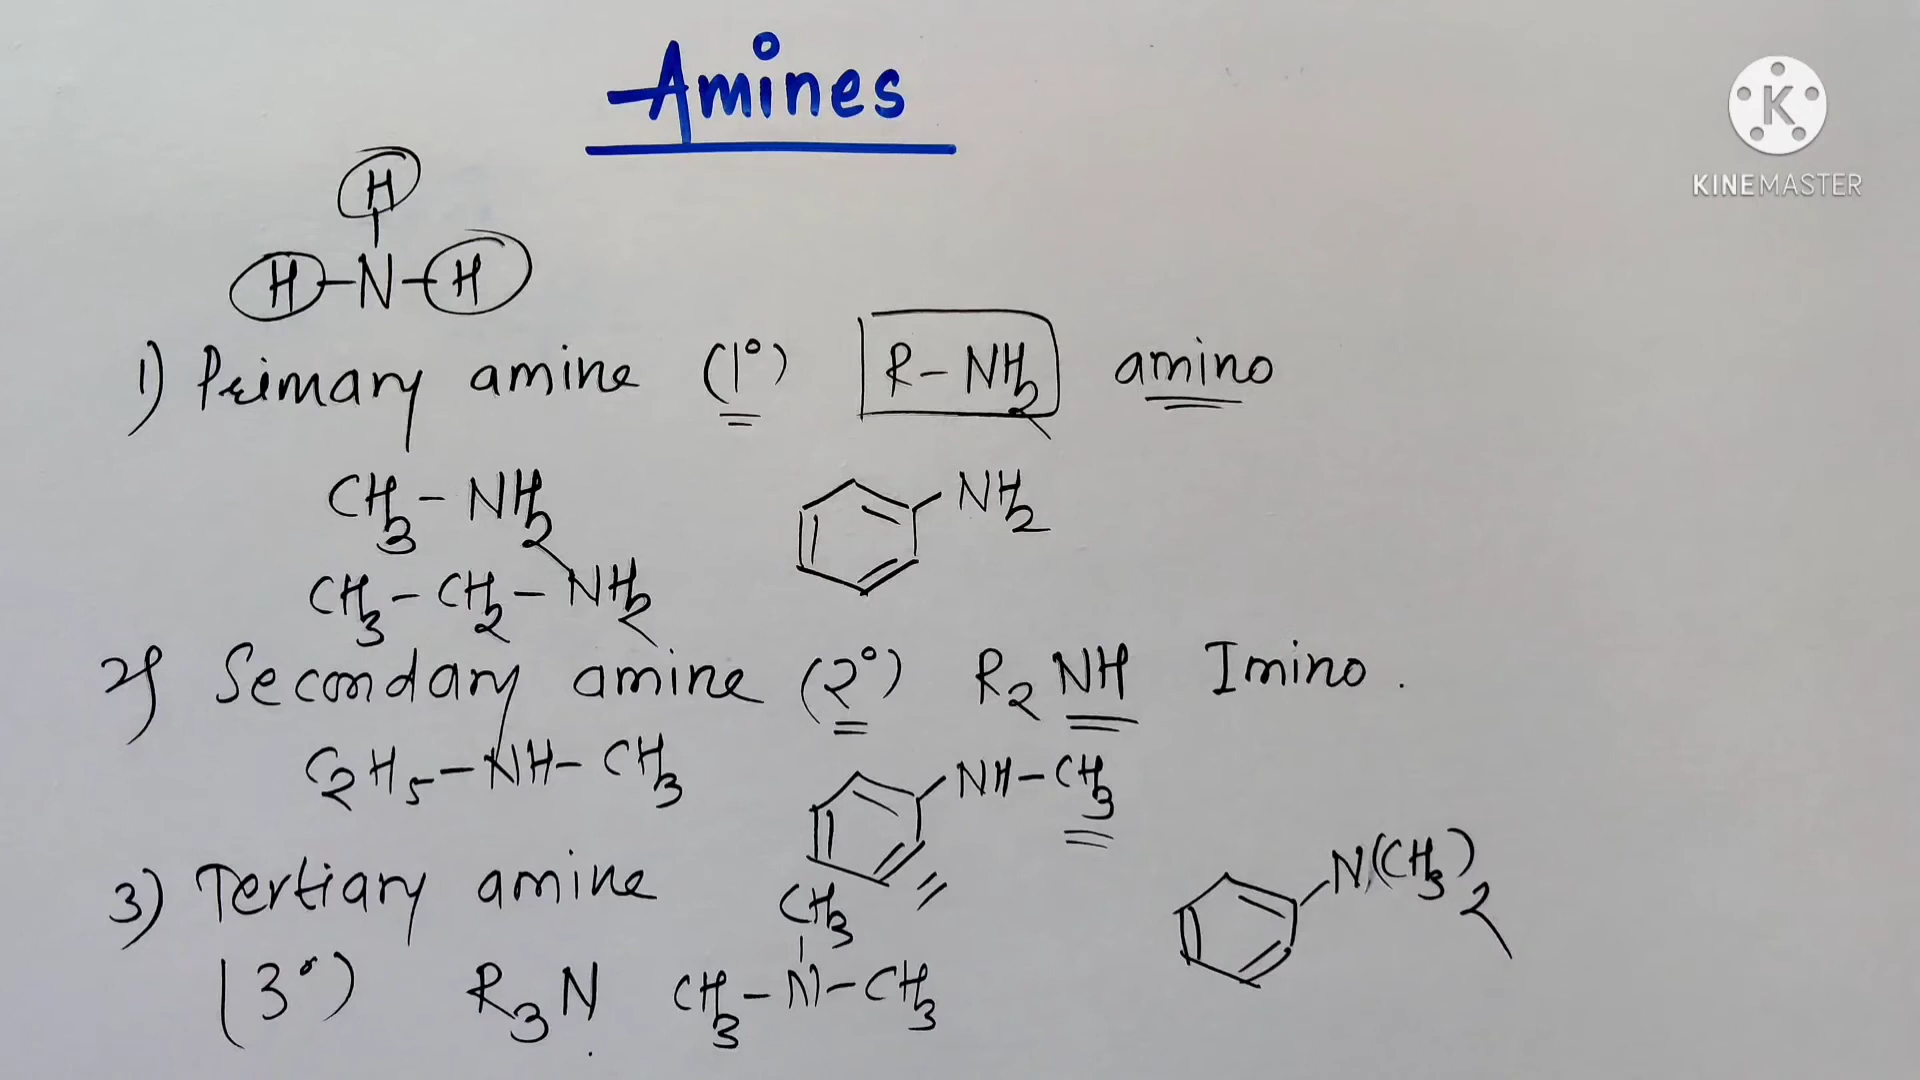 Amines
KINEMASTER
H
H-N-H
1) Primary amine (1°) R-NH2 amino
CH3-NH2 NH2
CH3-CH2-NH2
2) Secondary amine (2°) R2NH Imino.
C2H5-NH-CH3 NH-CH3
3) Tertiary amine CH3 N(CH3)2
(3°) R3N CH3-N-CH3